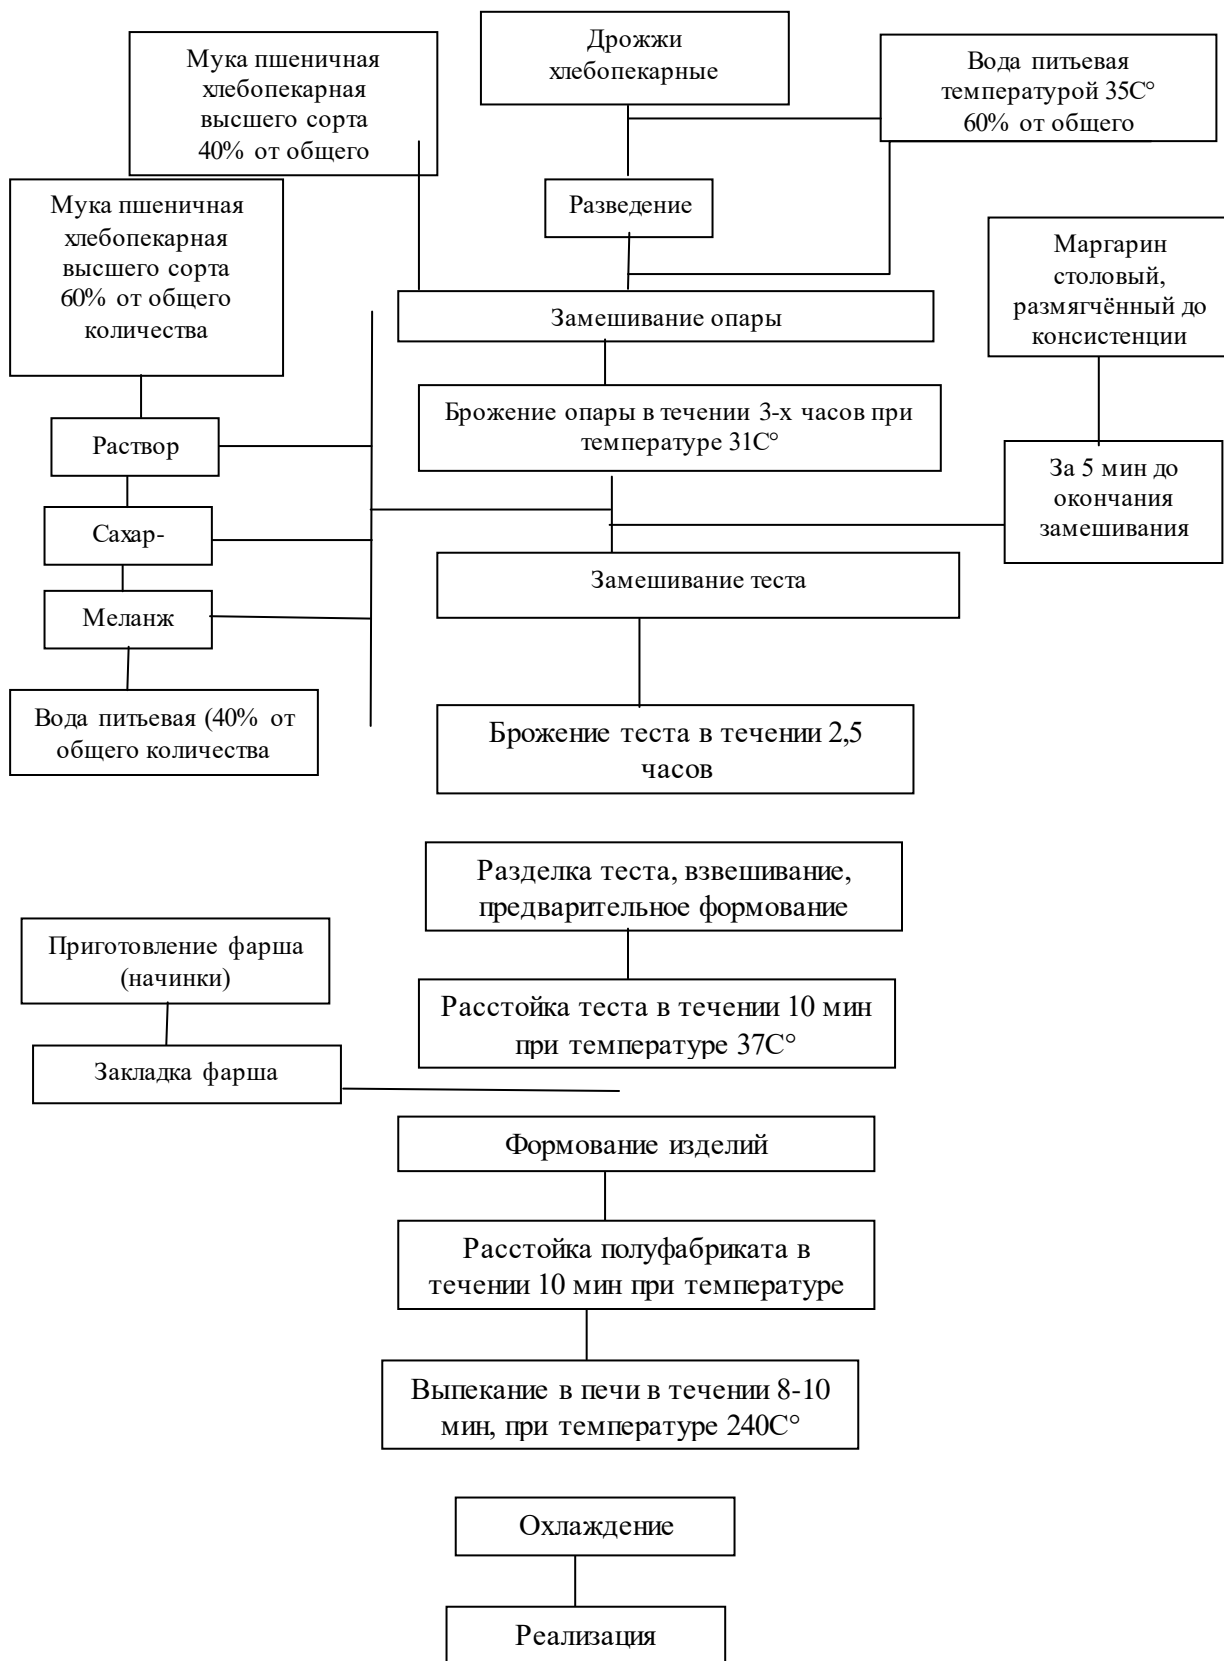 Дрожжи
хлебопекарные
Мука пшеничная
хлебопекарная
высшего сорта
40% от общего
Вода питьевая
температурой 35С°
60% от общего
Мука пшеничная
хлебопекарная
высшего сорта
60% от общего
количества
Разведение
Маргарин
столовый,
размягчённый до
консистенции
Замешивание опары
Брожение опары в течении 3-х часов при
температуре 31С°
Раствор
За 5 мин до
окончания
замешивания
Сахар-
Замешивание теста
Меланж
Вода питьевая (40% от
общего количества
Брожение теста в течении 2,5
часов
Разделка теста, взвешивание,
предварительное формование
Приготовление фарша
(начинки)
Расстойка теста в течении 10 мин
при температуре 37С°
Закладка фарша
Формование изделий
Расстойка полуфабриката в
течении 10 мин при температуре
Выпекание в печи в течении 8-10
мин, при температуре 240С°
Охлаждение
Реализация